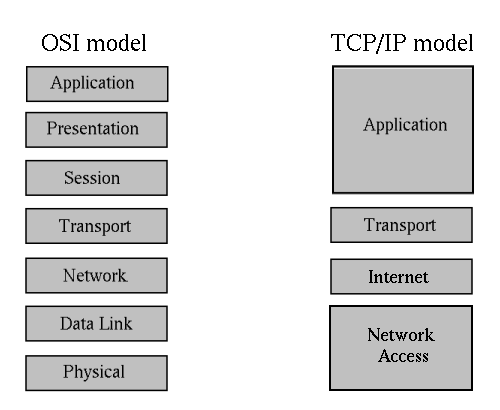 OSI model
Application
Presentation
Session
Transport
Network
Data Link
Physical
TCP/IP model
Application
Transport
Internet
Network
Access